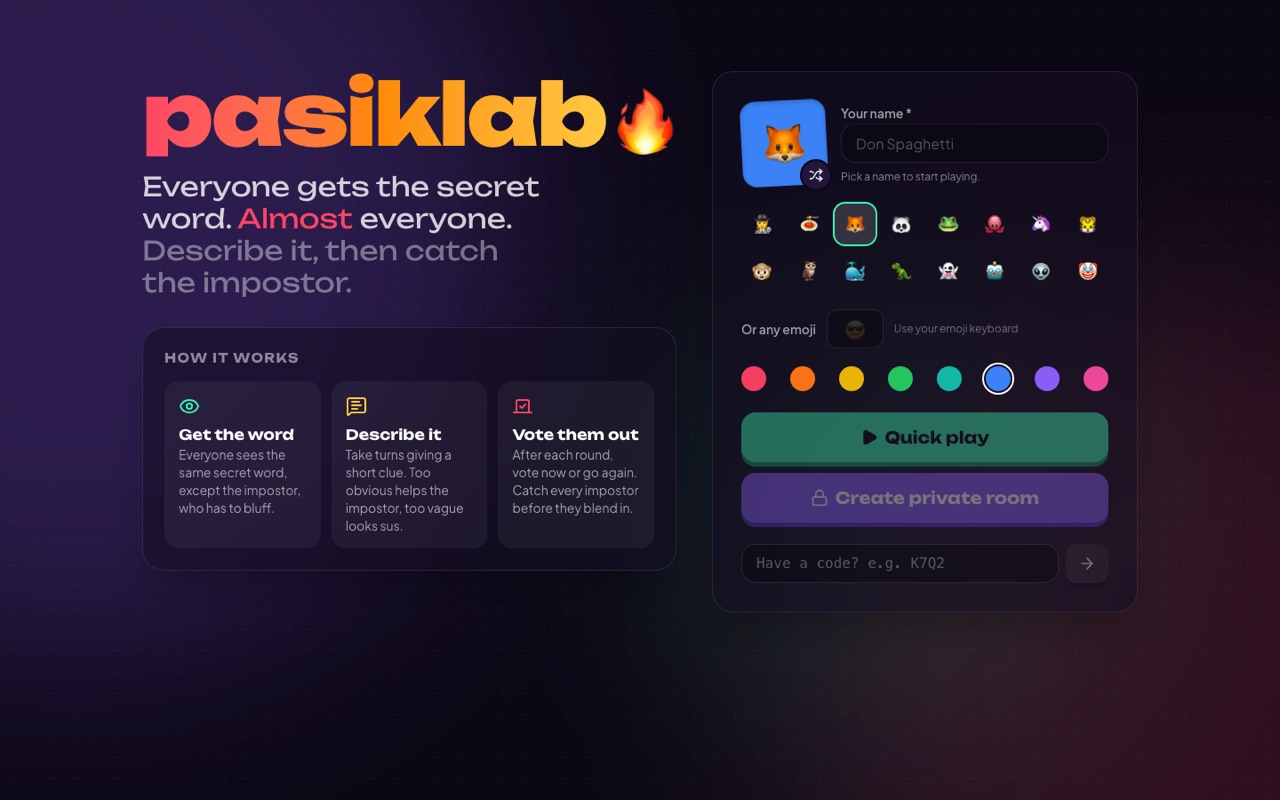 pasiklab
Everyone gets the secret
word. Almost everyone.
Describe it, then catch
the impostor.
HOW IT WORKS
Get the word
Everyone sees the
same secret word,
except the impostor,
who has to bluff.
Describe it
Take turns giving a
short clue. Too
obvious helps the
impostor, too vague
looks sus.
Vote them out
After each round,
vote now or go again.
Catch every impostor
before they blend in.
Your name *
Don Spaghetti
Pick a name to start playing.
Or any emoji
Use your emoji keyboard
Quick play
Create private room
Have a code? e.g. K7Q2